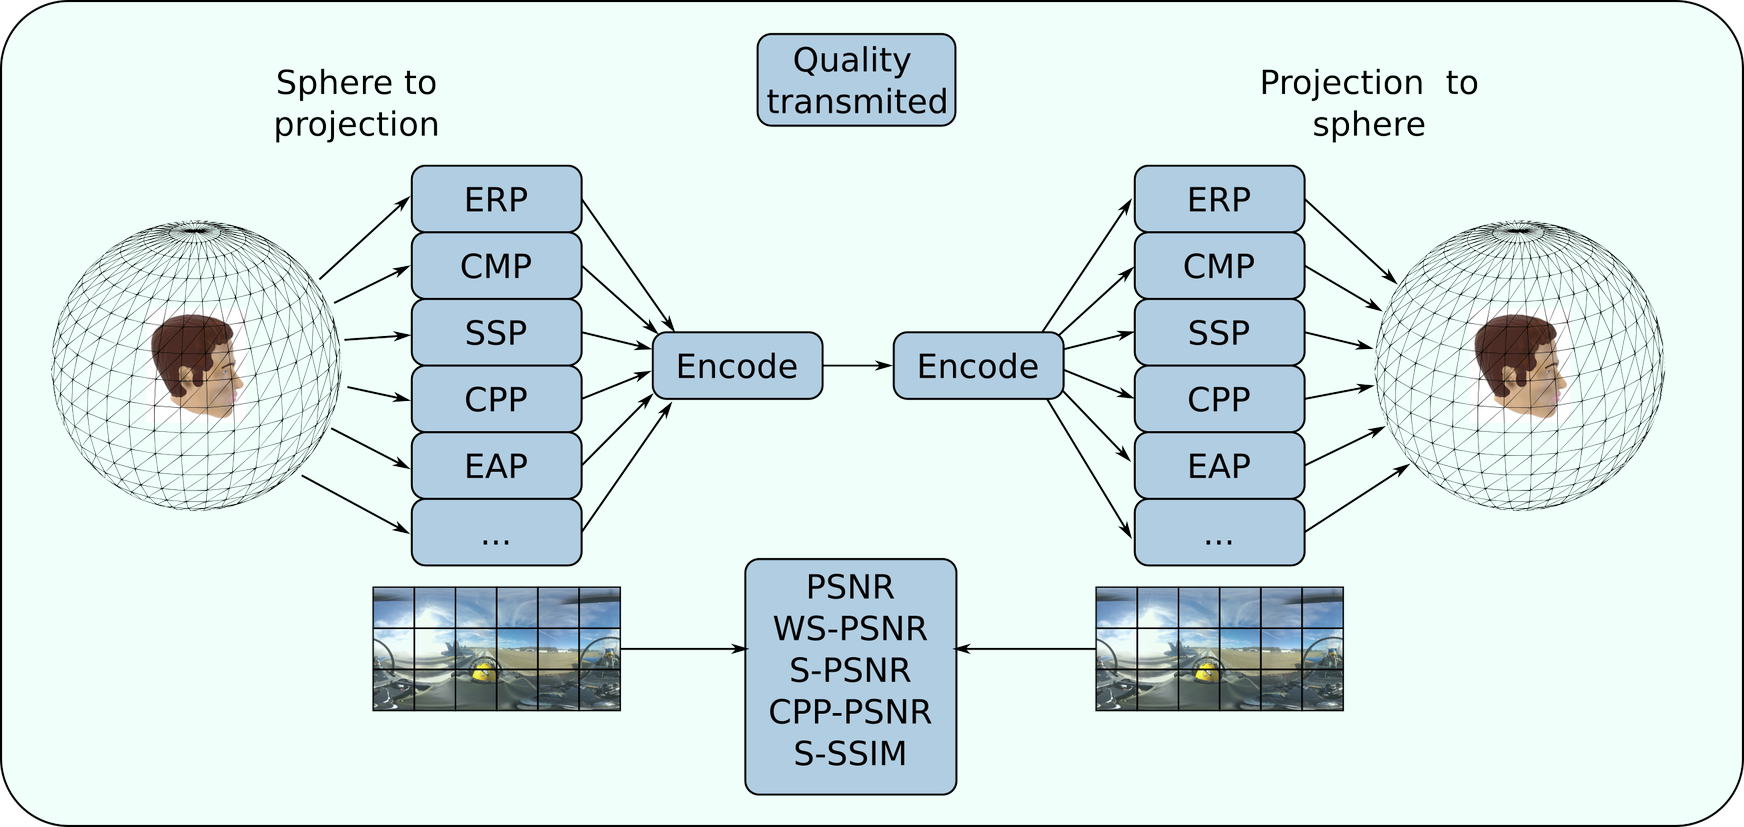 Quality
transmited
Sphere to
projection
Projection to
sphere
ERP
CMP
SSP
CPP
EAP
...
Encode
Encode
ERP
CMP
SSP
CPP
EAP
...
PSNR
WS-PSNR
S-PSNR
CPP-PSNR
S-SSIM